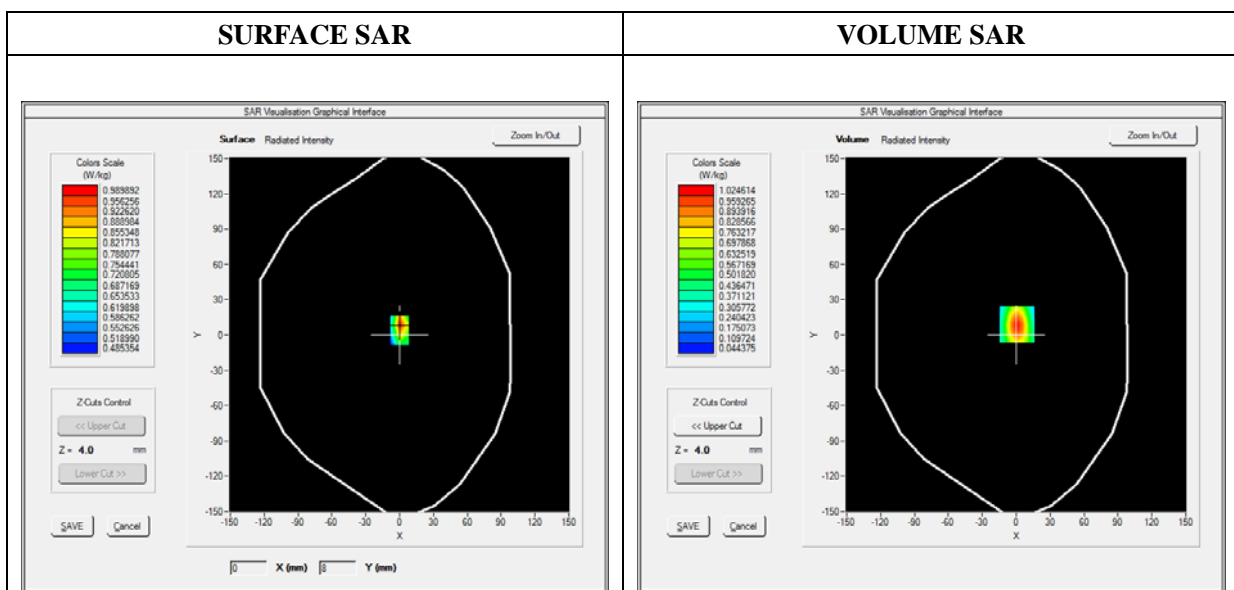 SURFACE SAR
VOLUME SAR
SAR Visualisation Graphical Interface
Surface Radiated Intensity
Zoom In/Out
Colors Scale
(W/kg)
0.989892
0.956256
0.922620
0.888984
0.855348
0.821713
0.788077
0.754441
0.720805
0.687169
0.653533
0.619898
0.586262
0.552626
0.518990
0.485354
Z-Cuts Control
<< Upper Cut
Z = 4.0 mm
Lower Cut >>
SAVE Cancel
150
120
90
60
30
0
-30
-60
-90
-120
-150
Y
-150 -120 -90 -60 -30 0 30 60 90 120 150
X
0 X (mm) 8 Y (mm)
SAR Visualisation Graphical Interface
Volume Radiated Intensity
Zoom In/Out
Colors Scale
(W/kg)
1.024614
0.959265
0.893916
0.828566
0.763217
0.697868
0.632519
0.567169
0.501820
0.436471
0.371121
0.305772
0.240423
0.175073
0.109724
0.044375
Z-Cuts Control
<< Upper Cut
Z = 4.0 mm
Lower Cut >>
SAVE Cancel
150
120
90
60
30
0
-30
-60
-90
-120
-150
Y
-150 -120 -90 -60 -30 0 30 60 90 120 150
X